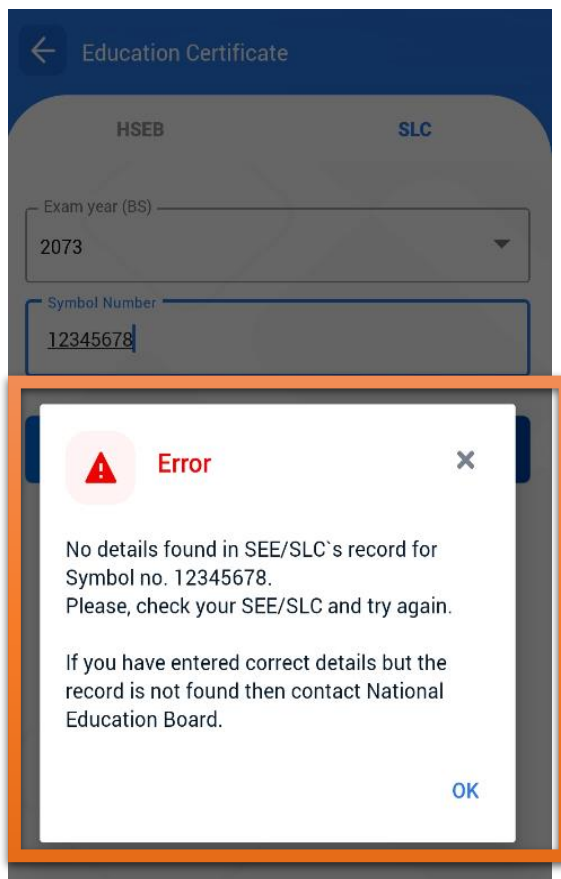 Education Certificate
HSEB
SLC
Exam year (BS)
2073
Symbol Number
12345678
Error
No details found in SEE/SLC`s record for
Symbol no. 12345678.
Please, check your SEE/SLC and try again.
If you have entered correct details but the
record is not found then contact National
Education Board.
OK